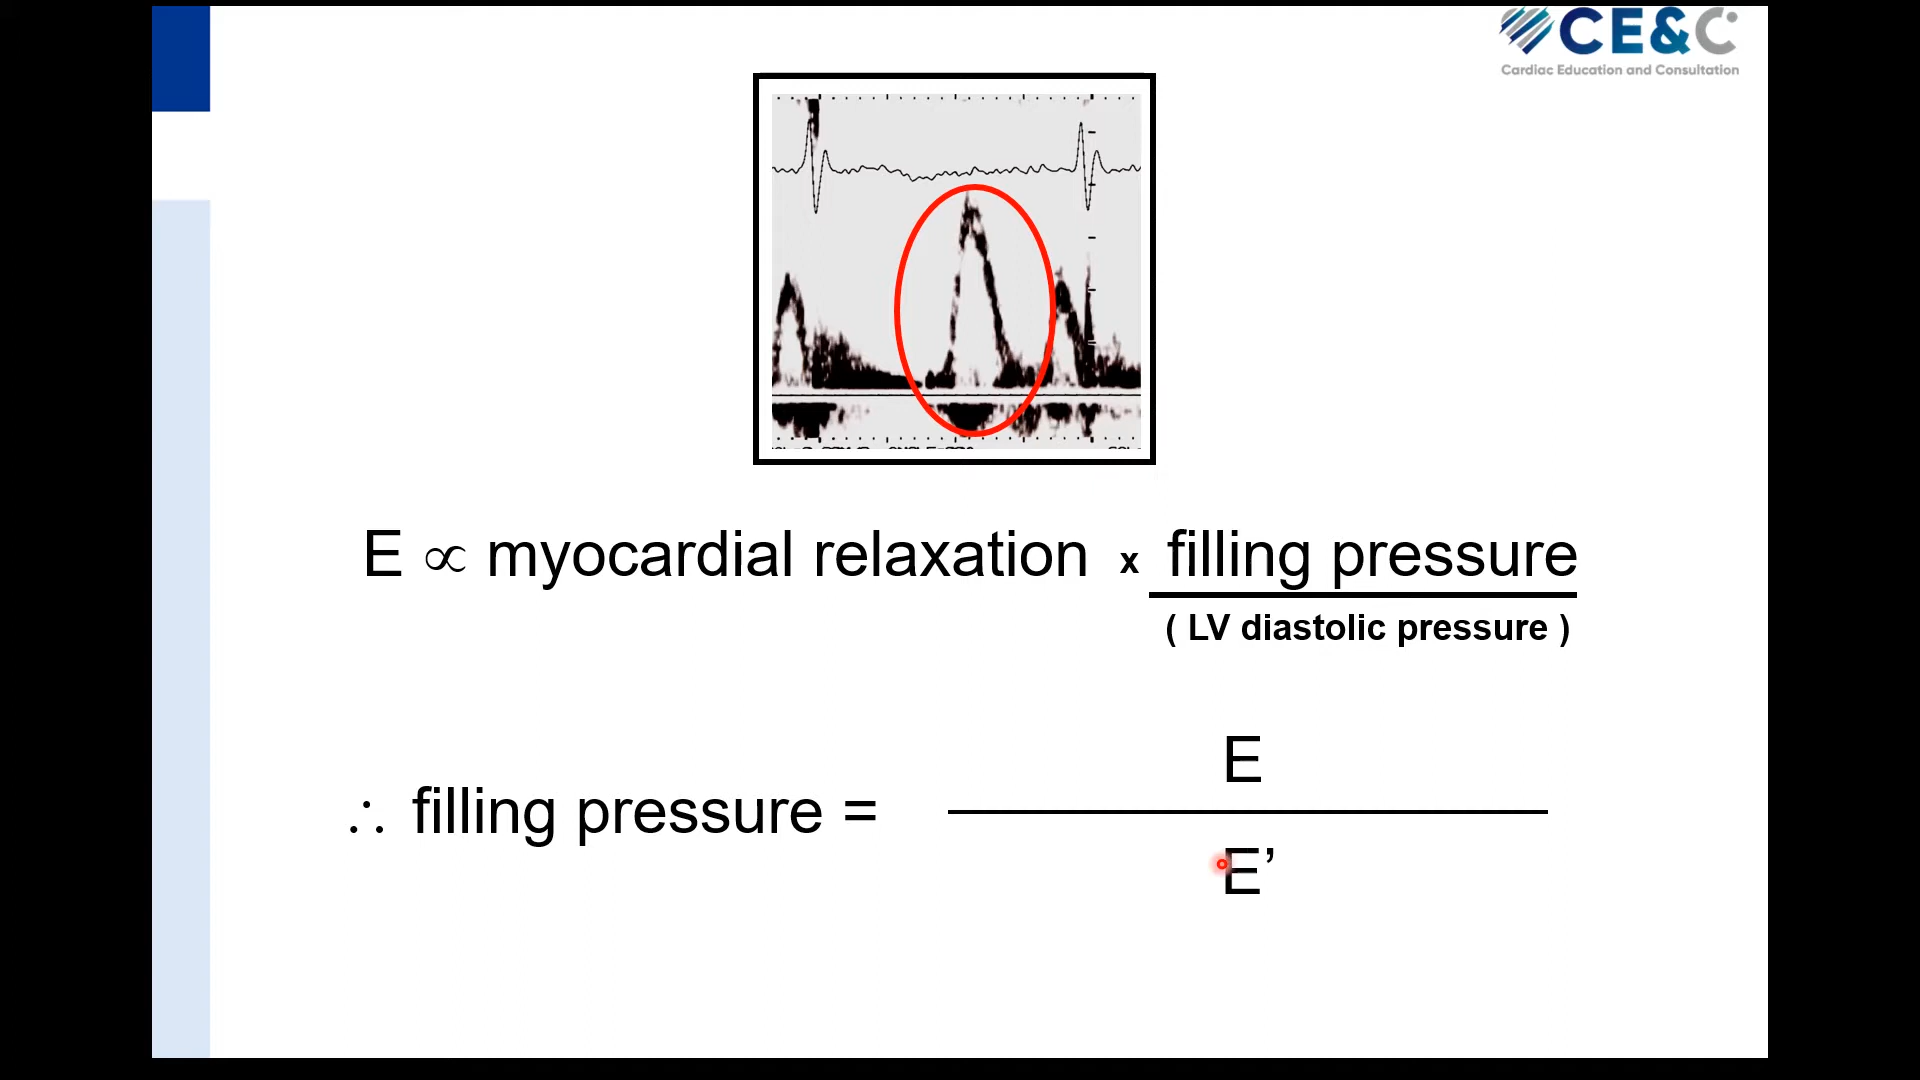 CE&C
Cardiac Education and Consultation
E ∝ myocardial relaxation x filling pressure
( LV diastolic pressure )
∴ filling pressure =
E
E’